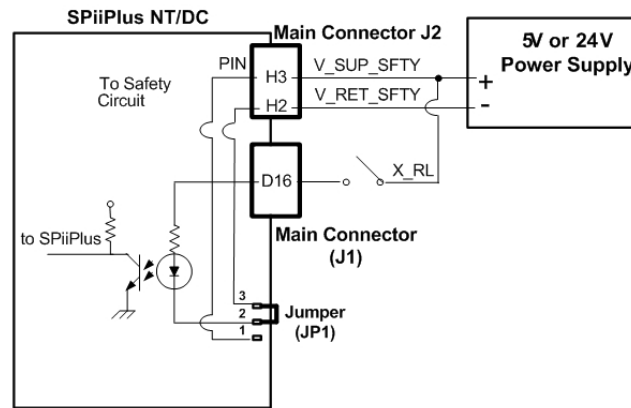 SPiiPlus NT/DC
Main Connector J2
5V or 24V
Power Supply
PIN
H3
V_SUP_SFTY
+
To Safety
Circuit
H2
V_RET_SFTY
-
D16
X_RL
Main Connector
(J1)
to SPiiPlus
3
2
1
Jumper
(JP1)